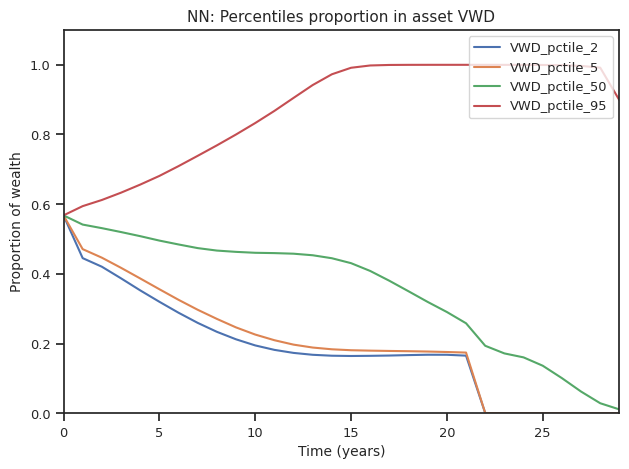 NN: Percentiles proportion in asset VWD
VWD_pctile_2
VWD_pctile_5
VWD_pctile_50
VWD_pctile_95
Proportion of wealth
1.0
0.8
0.6
0.4
0.2
0.0
0 5 10 15 20 25
Time (years)